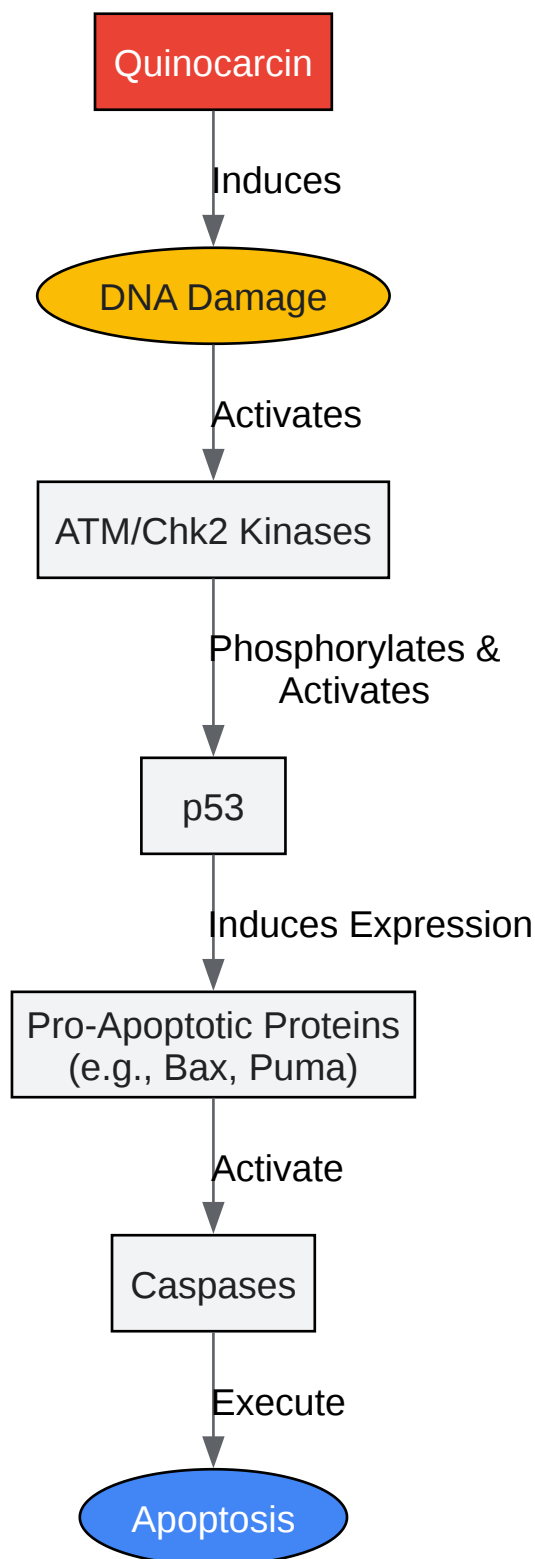 Quinocarcin
Induces
DNA Damage
Activates
ATM/Chk2 Kinases
Phosphorylates &
Activates
p53
Induces Expression
Pro-Apoptotic Proteins
(e.g., Bax, Puma)
Activate
Caspases
Execute
Apoptosis